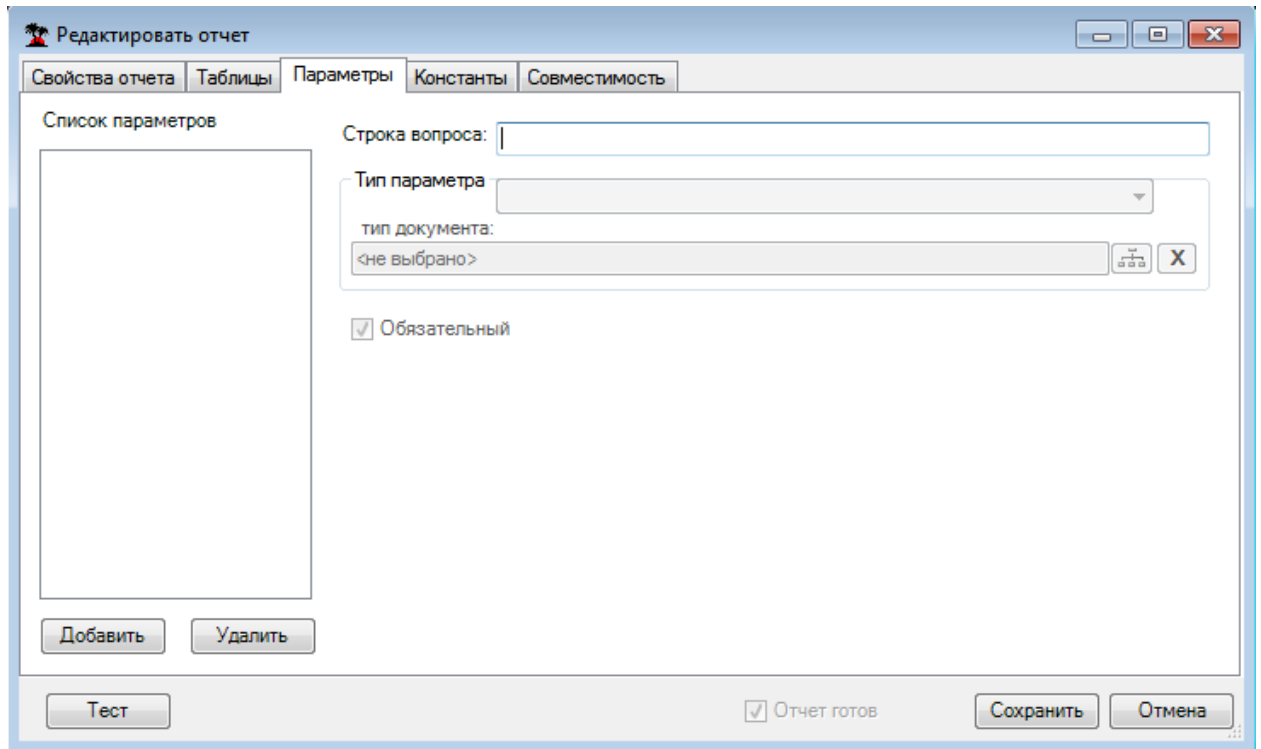 Редактировать отчет
Свойства отчета Таблицы Параметры Константы Совместимость
Список параметров
Строка вопроса:
Тип параметра
тип документа:
<не выбрано> X
Обязательный
Добавить Удалить
Тест Отчет готов Сохранить Отмена